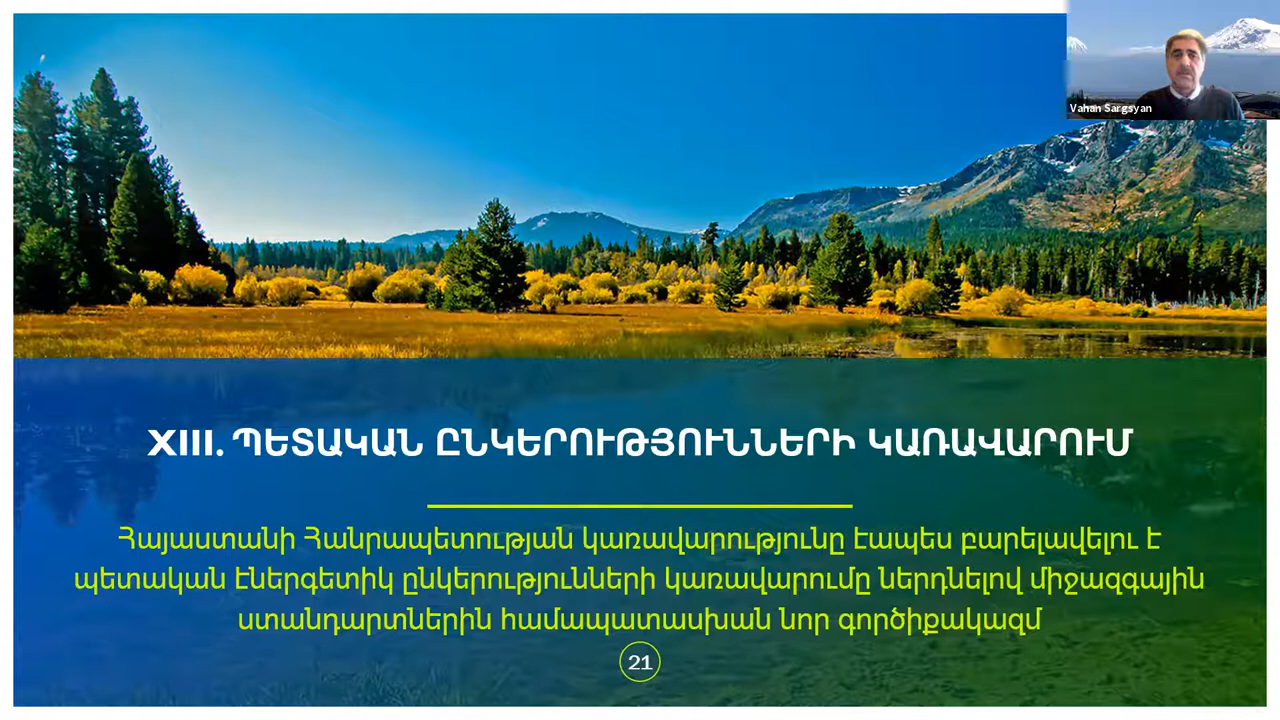 Vahan Sargsyan
XIII. ՊԵՏԱԿԱՆ ԸՆԿԵՐՈՒԹՅՈՒՆՆԵՐԻ ԿԱՌԱՎԱՐՈՒՄ
Հայաստանի Հանրապետության կառավարությունը էապես բարելավելու է
պետական էներգետիկ ընկերությունների կառավարումը ներդնելով միջազգային
ստանդարտներին համապատասխան նոր գործիքակազմ
21